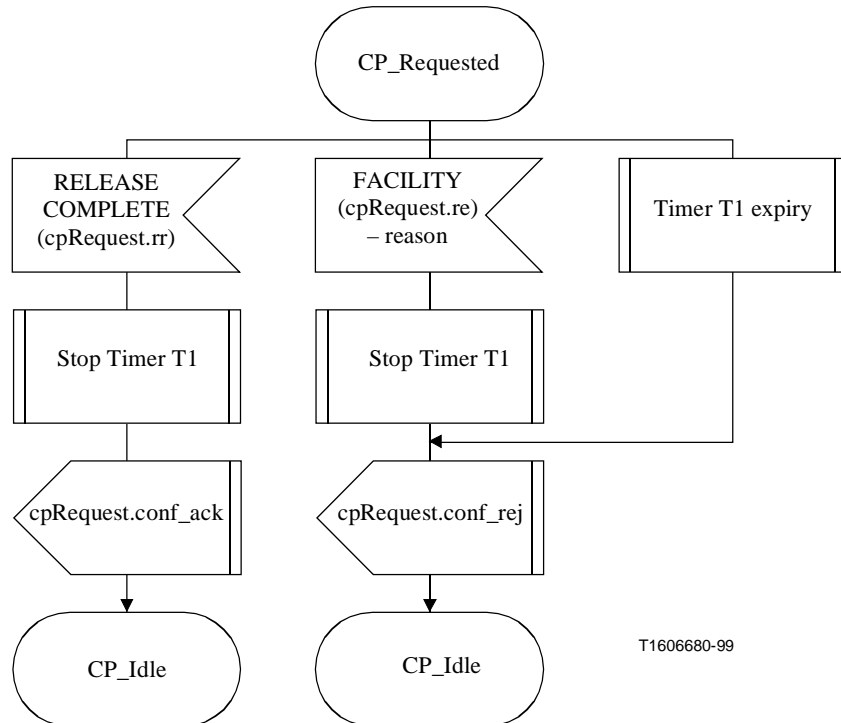 CP_Requested
RELEASE
COMPLETE
(cpRequest.rr)
FACILITY
(cpRequest.re)
– reason
Timer T1 expiry
Stop Timer T1
Stop Timer T1
cpRequest.conf_ack
cpRequest.conf_rej
CP_Idle
CP_Idle
T1606680-99